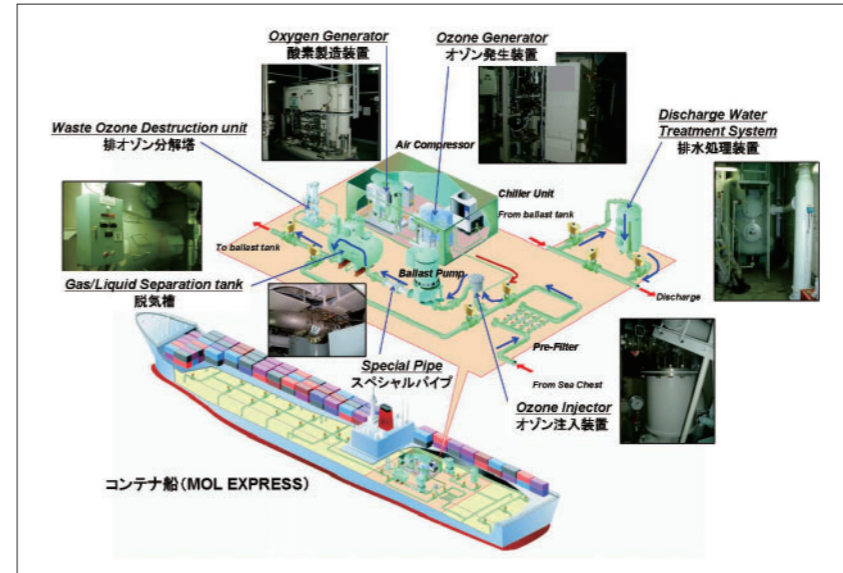 Oxygen Generator
酸素製造装置
Ozone Generator
オゾン発生装置
Waste Ozone Destruction unit
排オゾン分解塔
Air Compressor
Discharge Water
Treatment System
排水処理装置
Chiller Unit
From ballast tank
To ballast tank
Ballast Pump
Gas/Liquid Separation tank
脱気槽
Discharge
Special Pipe
スペシャルパイプ
Pre-Filter
From Sea Chest
Ozone Injector
オゾン注入装置
コンテナ船(MOL EXPRESS)